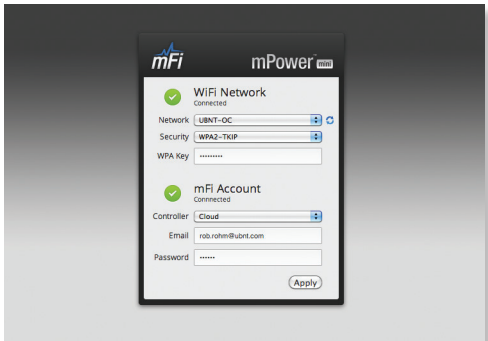 mFi
mPower™ mini
WiFi Network
Connected
Network UBNT-OC
Security WPA2-TKIP
WPA Key •••••••••
mFi Account
Connnected
Controller Cloud
Email rob.rohm@ubnt.com
Password ••••••
Apply